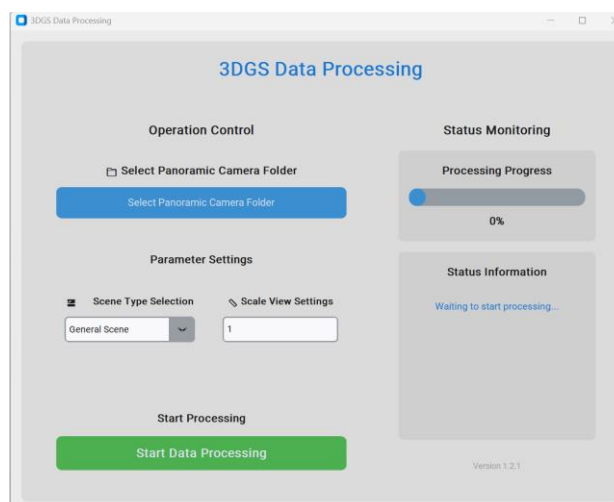 3DGS Data Processing
3DGS Data Processing
Operation Control
Select Panoramic Camera Folder
Select Panoramic Camera Folder
Parameter Settings
Scene Type Selection
Scale View Settings
General Scene
1
Start Processing
Start Data Processing
Status Monitoring
Processing Progress
0%
Status Information
Waiting to start processing...
Version 1.2.1